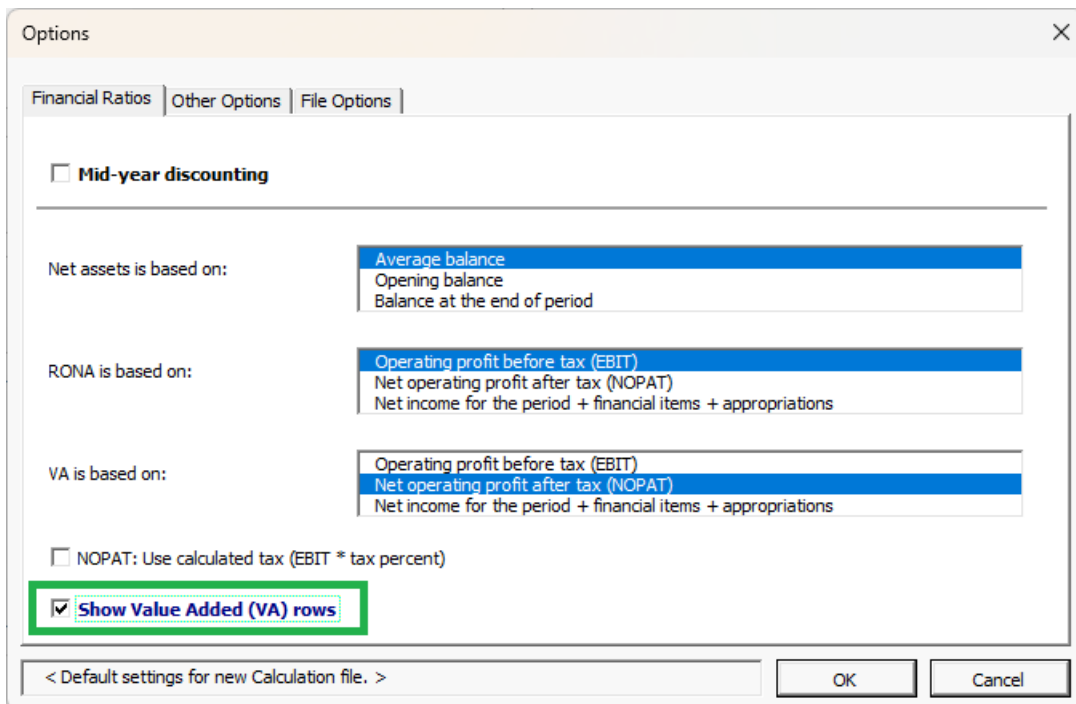 Options
Financial Ratios
Other Options
File Options
Mid-year discounting
Net assets is based on:
Average balance
Opening balance
Balance at the end of period
RONA is based on:
Operating profit before tax (EBIT)
Net operating profit after tax (NOPAT)
Net income for the period + financial items + appropriations
VA is based on:
Operating profit before tax (EBIT)
Net operating profit after tax (NOPAT)
Net income for the period + financial items + appropriations
NOPAT: Use calculated tax (EBIT * tax percent)
Show Value Added (VA) rows
< Default settings for new Calculation file. >
OK
Cancel